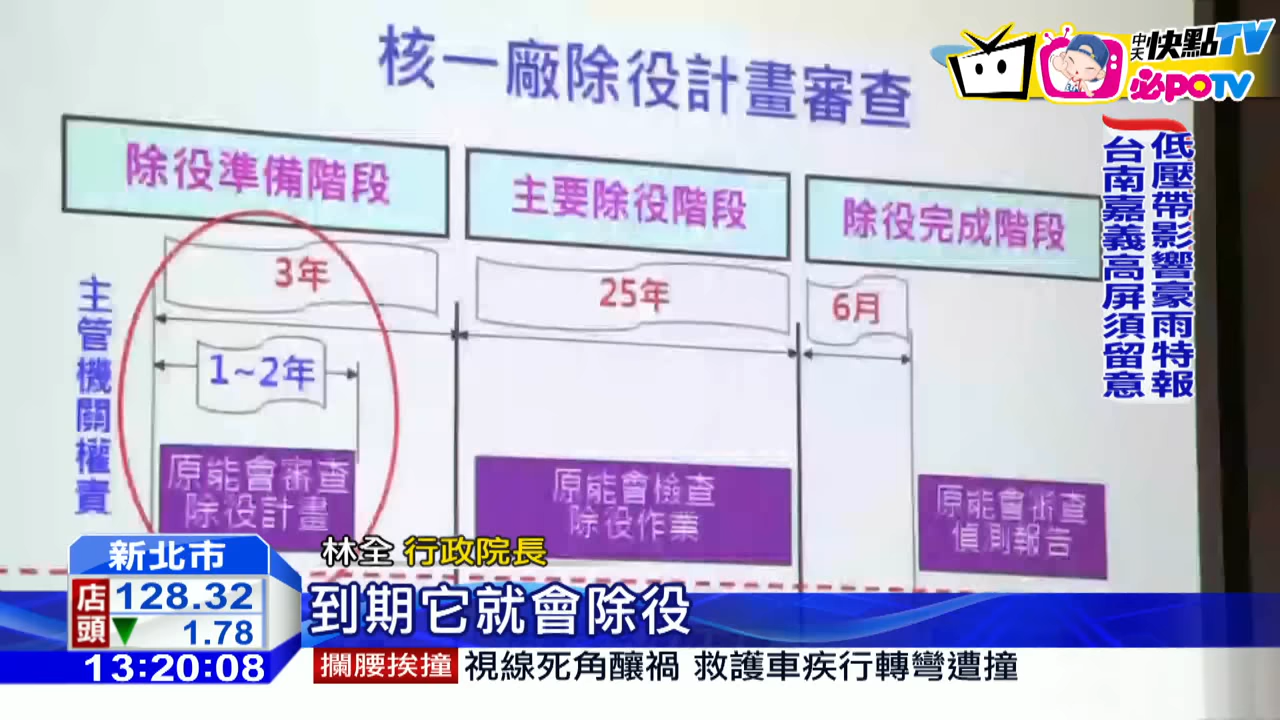 核一廠除役計畫審查
中天快點TV
必POTV
除役準備階段
主要除役階段
除役完成階段
3年
25年
6月
1~2年
主管機關權責
原能會審查
除役計畫
原能會檢查
除役作業
原能會審查
偵測報告
低壓帶影響豪雨特報
台南嘉義高屏須留意
林全 行政院長
新北市
到期它就會除役
店頭
128.32
▼ 1.78
13:20:08
攔腰挨撞 視線死角釀禍 救護車疾行轉彎遭撞